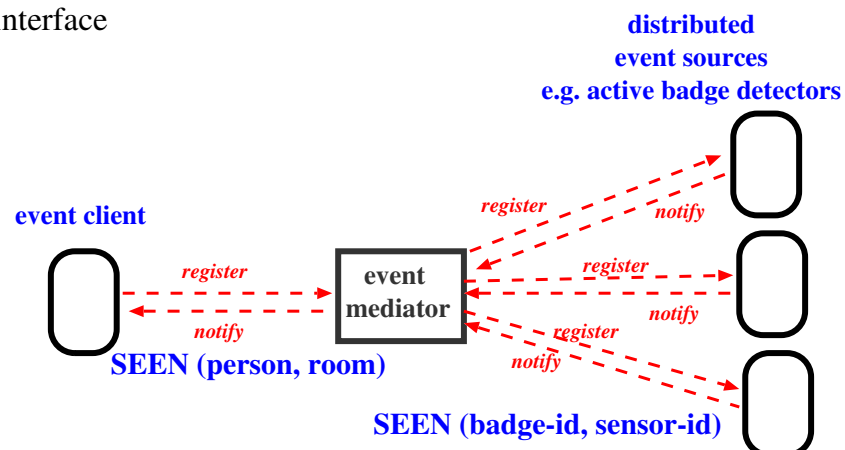 nterface
distributed
event sources
e.g. active badge detectors
event client
register
notify
event
mediator
register
notify
register
notify
register
notify
SEEN (person, room)
SEEN (badge-id, sensor-id)